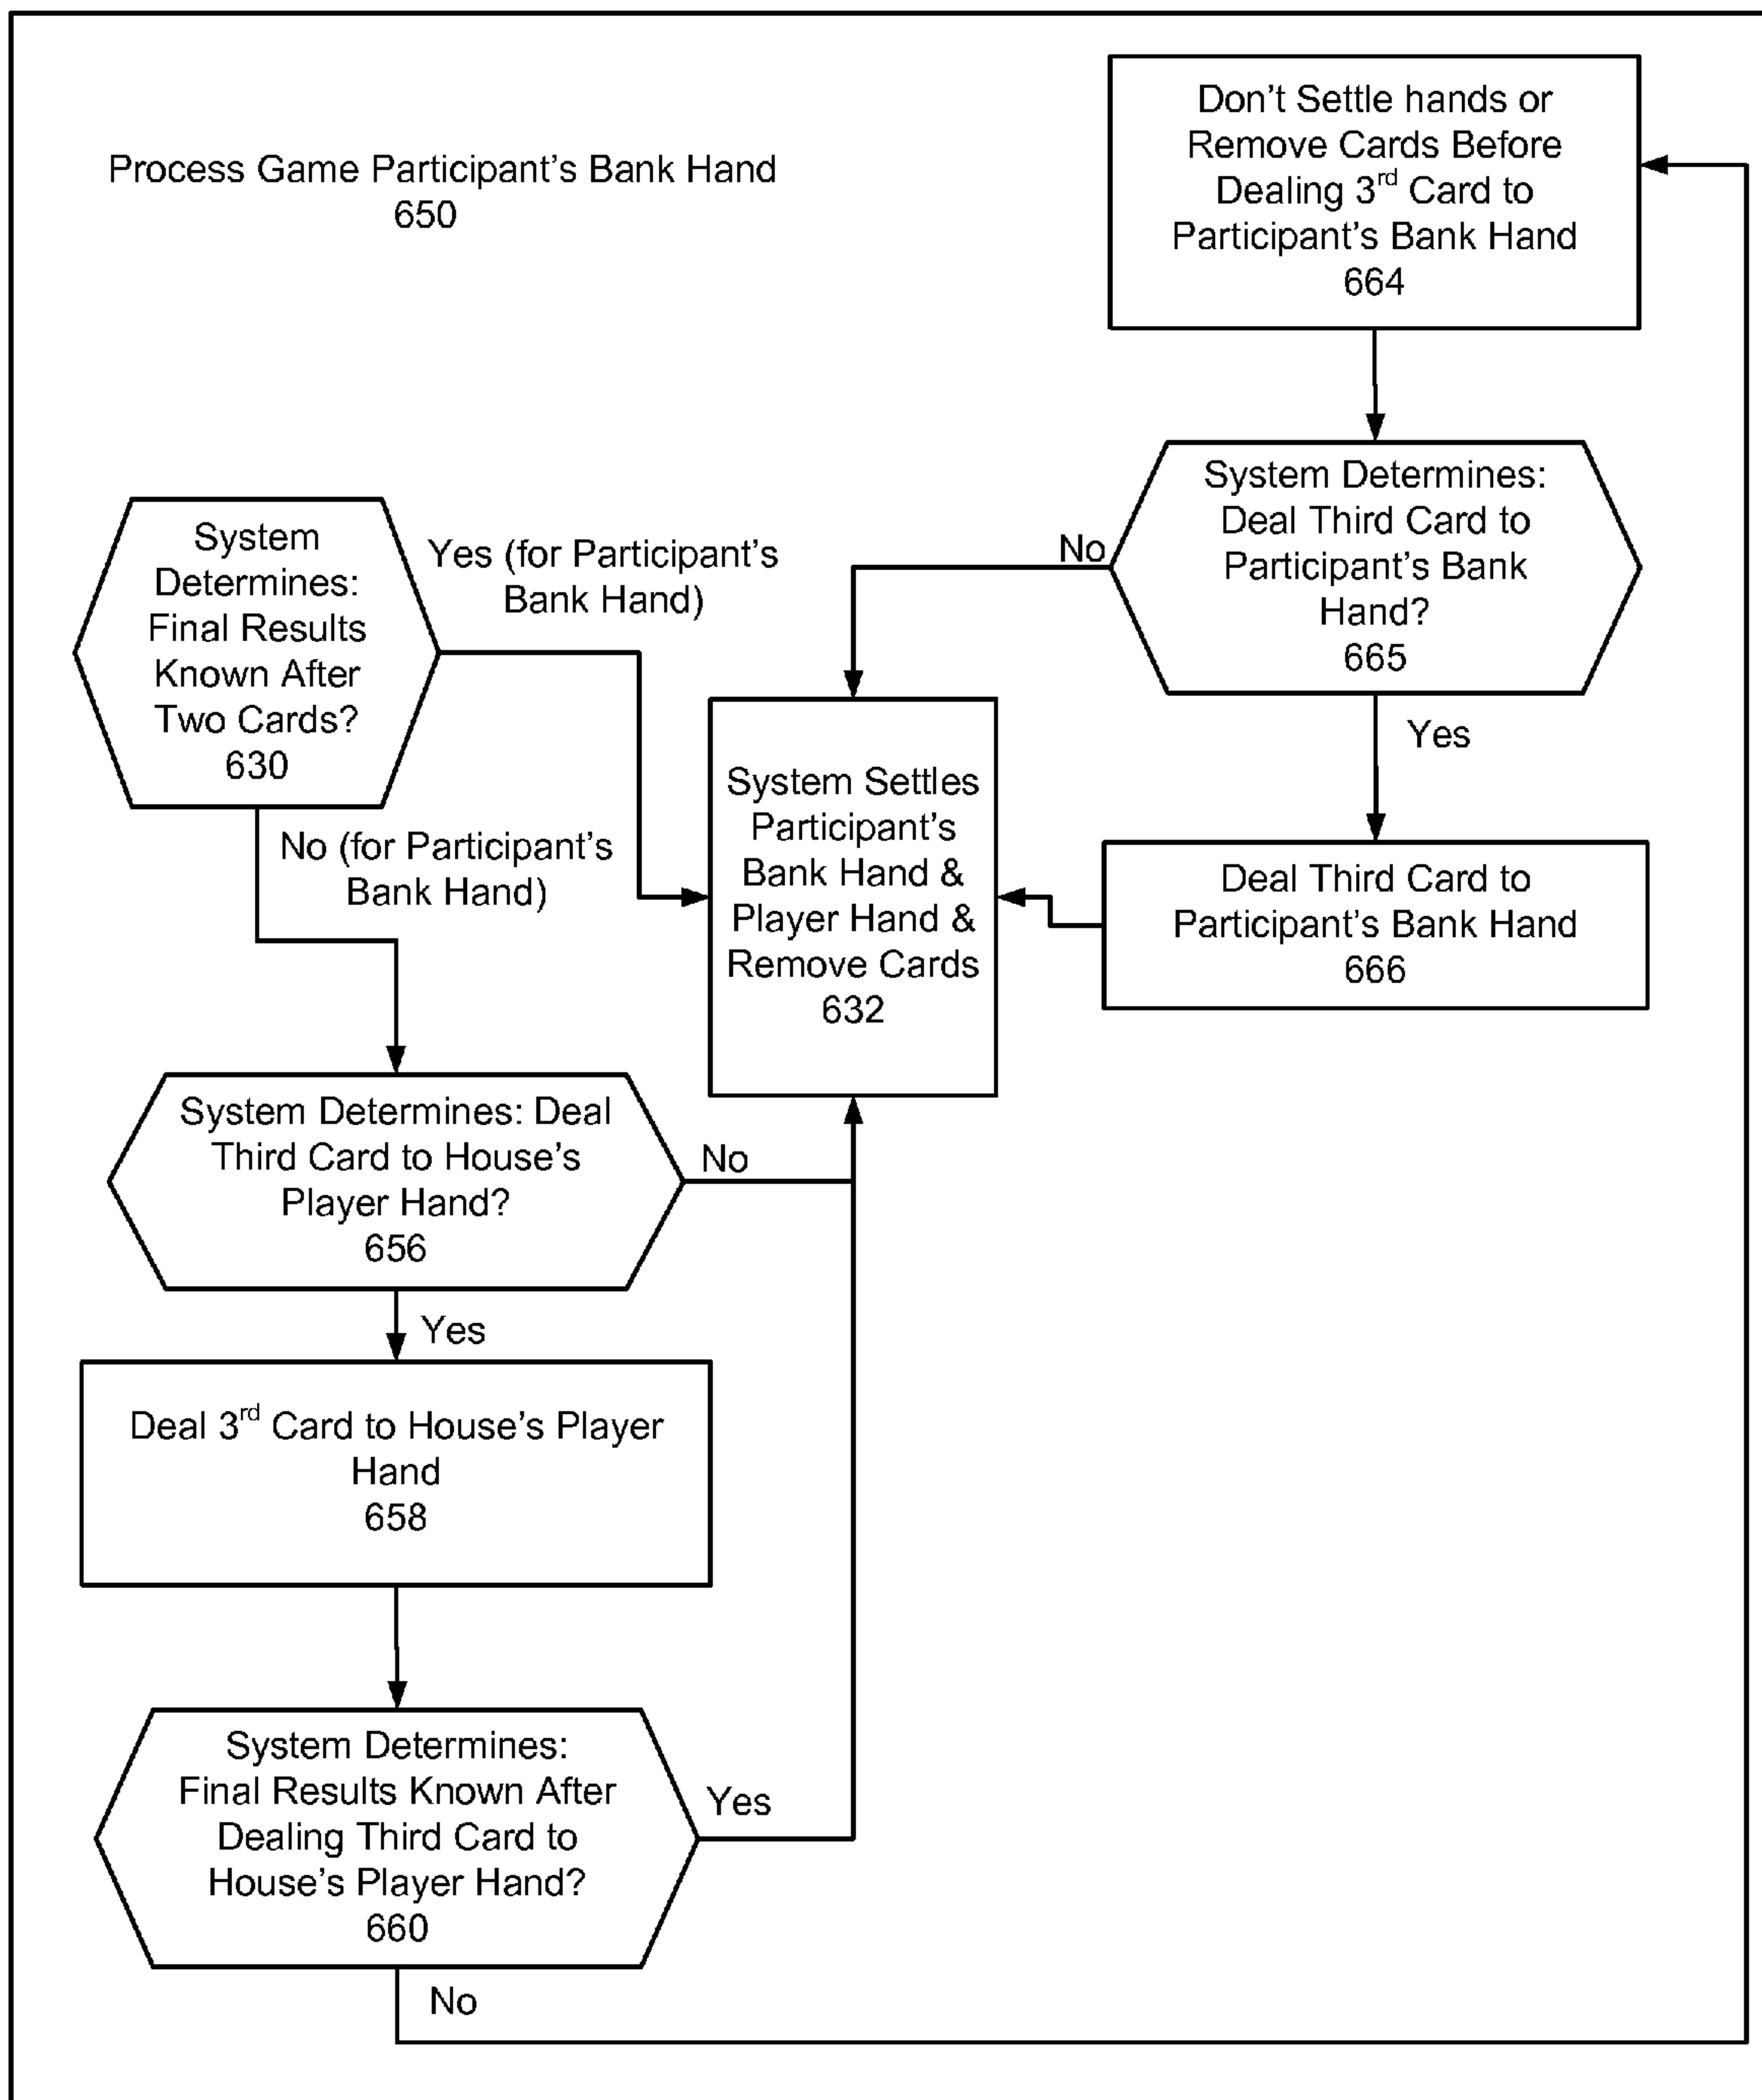 Process Game Participant's Bank Hand
650
Don't Settle hands or
Remove Cards Before
Dealing 3rd Card to
Participant's Bank Hand
664
System Determines:
Deal Third Card to
Participant's Bank
Hand?
665
No
Yes
Deal Third Card to
Participant's Bank Hand
666
System
Determines:
Final Results
Known After
Two Cards?
630
Yes (for Participant's
Bank Hand)
No (for Participant's
Bank Hand)
System Settles
Participant's
Bank Hand &
Player Hand &
Remove Cards
632
System Determines: Deal
Third Card to House's
Player Hand?
656
No
Yes
Deal 3rd Card to House's Player
Hand
658
System Determines:
Final Results Known After
Dealing Third Card to
House's Player Hand?
660
Yes
No